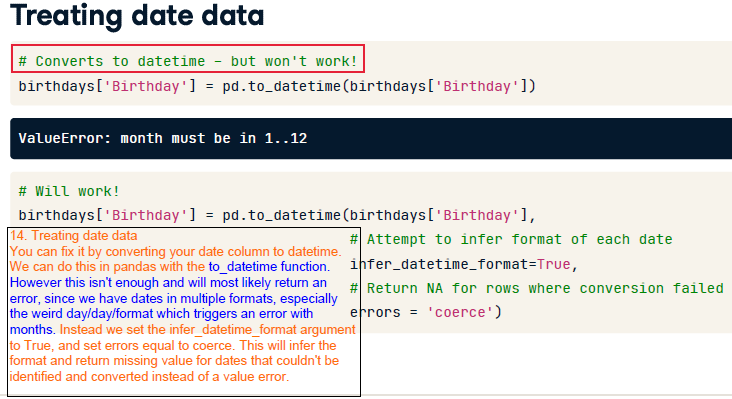 Treating date data
# Converts to datetime - but won't work!
birthdays['Birthday'] = pd.to_datetime(birthdays['Birthday'])
ValueError: month must be in 1..12
# Will work!
birthdays['Birthday'] = pd.to_datetime(birthdays['Birthday'],
# Attempt to infer format of each date
infer_datetime_format=True,
# Return NA for rows where conversion failed
errors = 'coerce')
14. Treating date data
You can fix it by converting your date column to datetime.
We can do this in pandas with the to_datetime function.
However this isn't enough and will most likely return an
error, since we have dates in multiple formats, especially
the weird day/day/format which triggers an error with
months. Instead we set the infer_datetime_format argument
to True, and set errors equal to coerce. This will infer the
format and return missing value for dates that couldn't be
identified and converted instead of a value error.